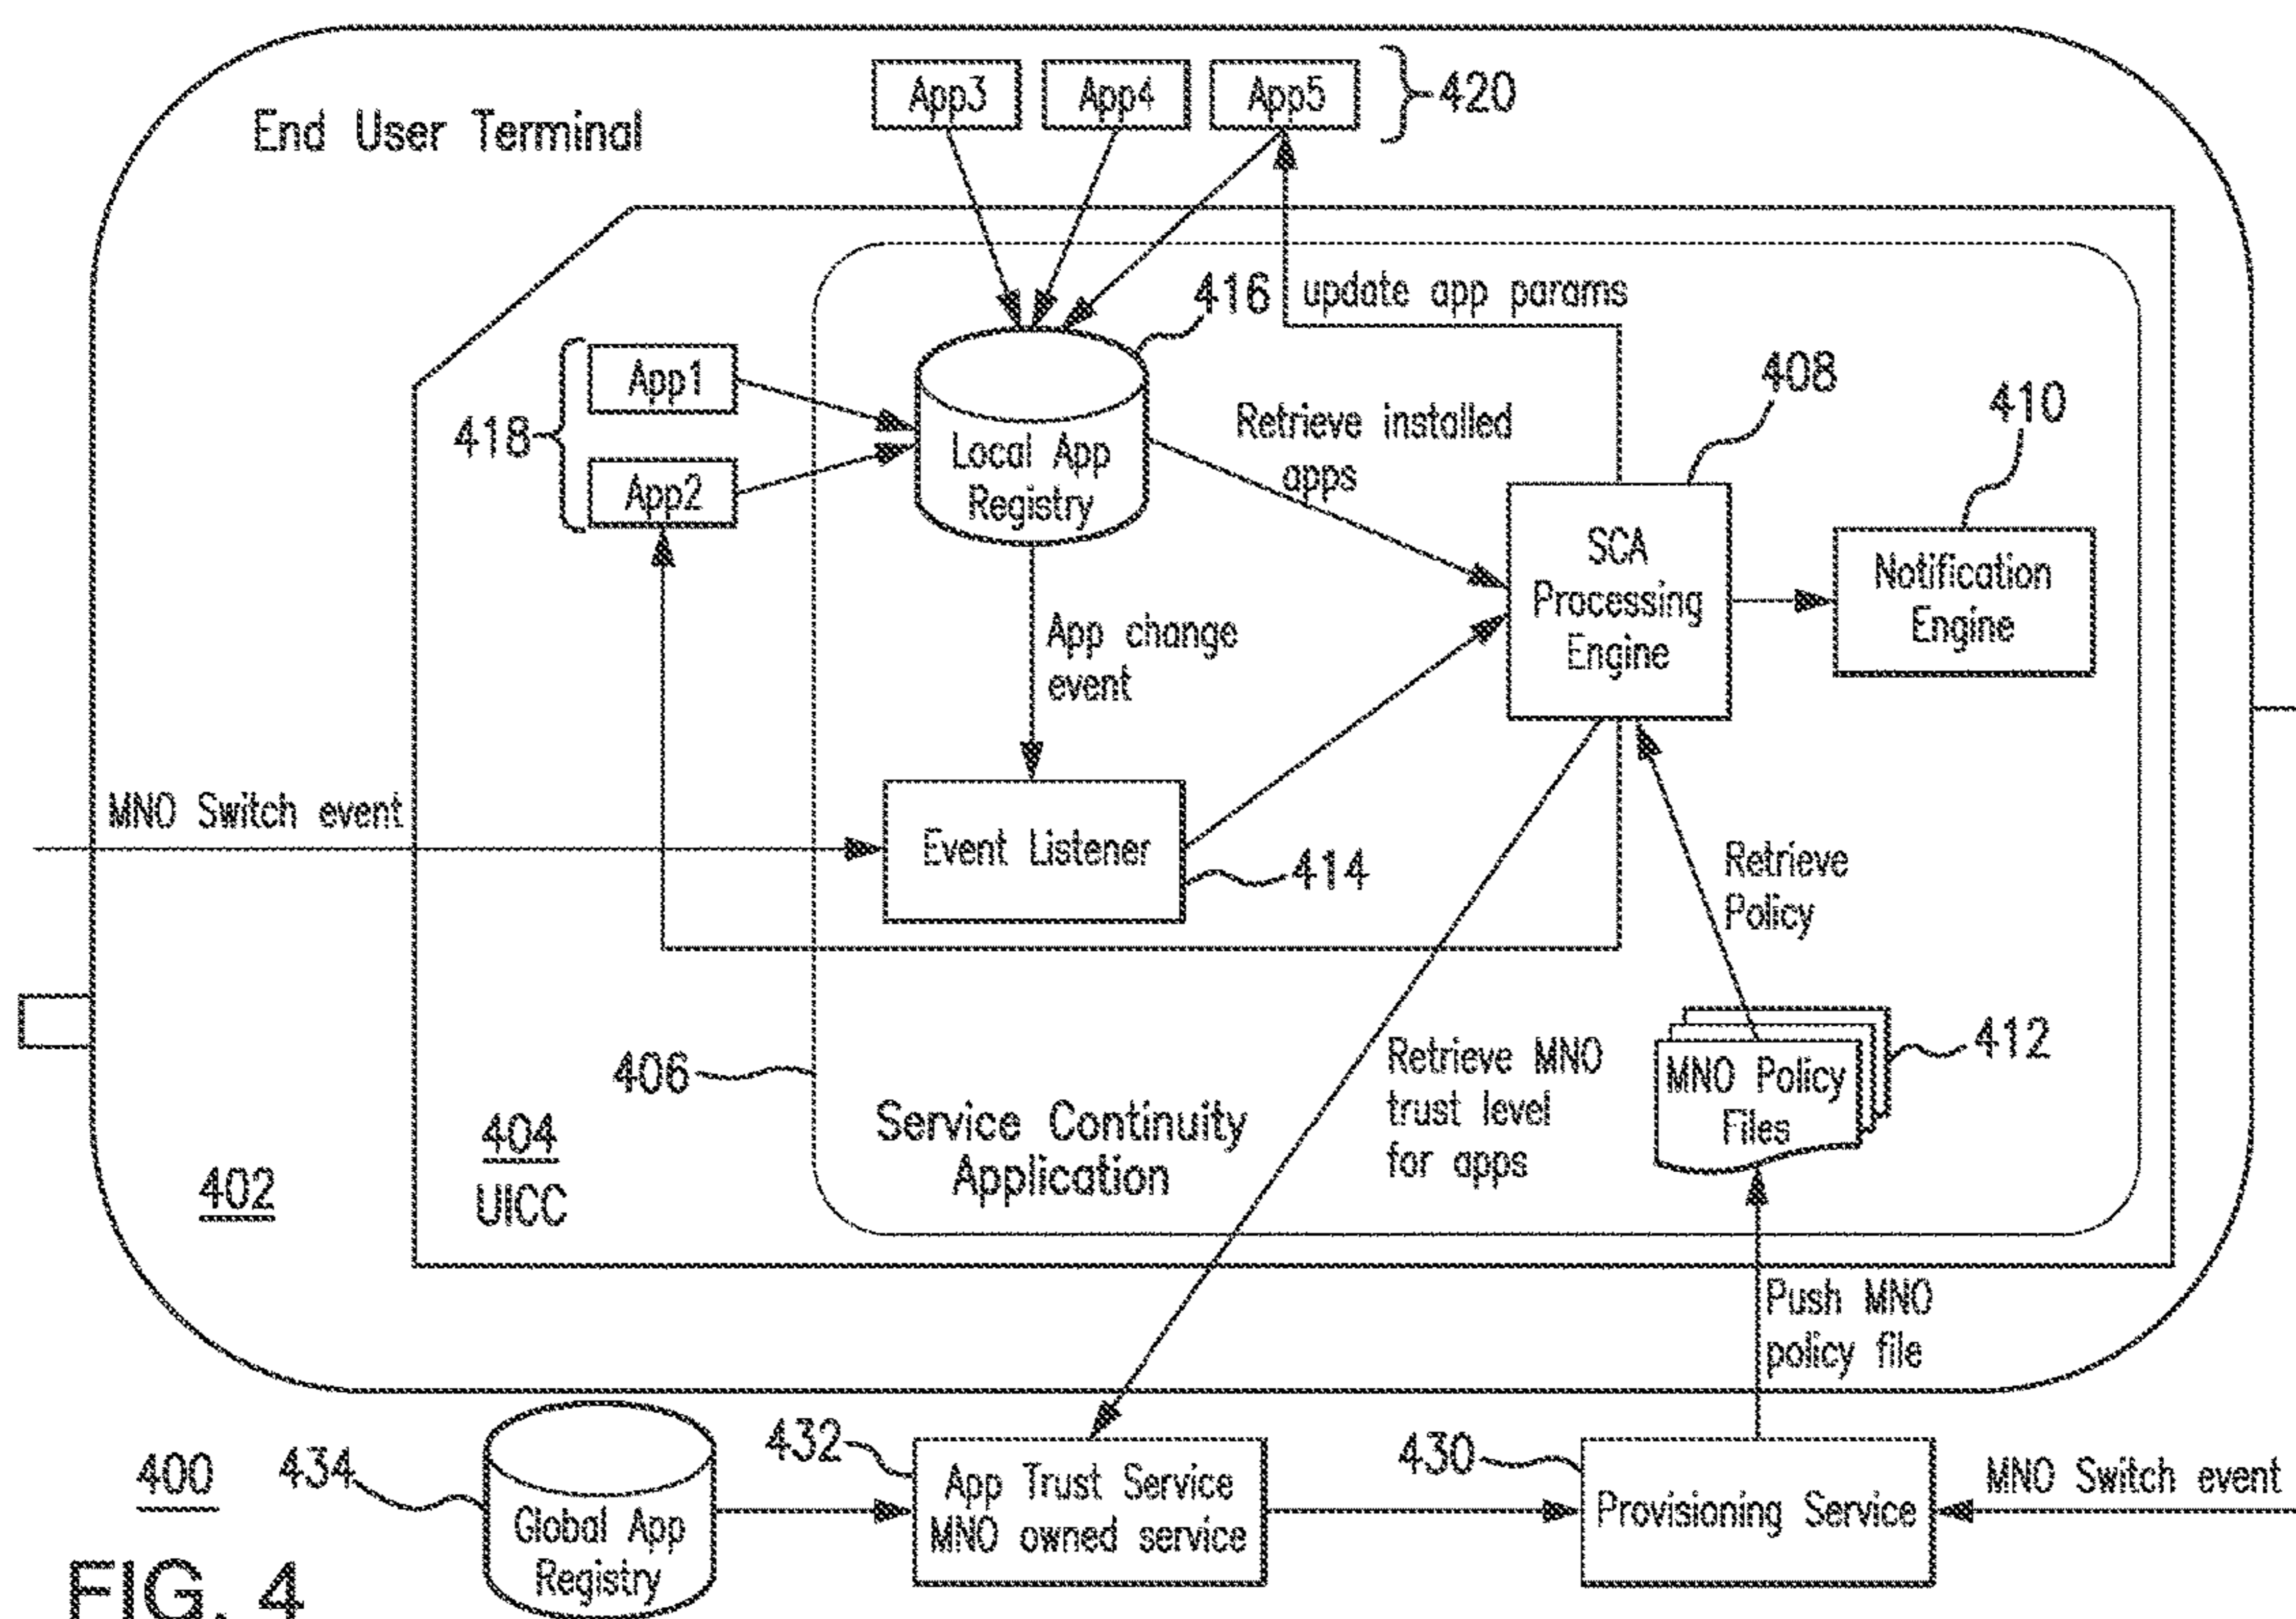 End User Terminal
App3
App4
App5
420
416
update app params
App1
418
App2
Local App
Registry
Retrieve installed
apps
408
410
SCA
Processing
Engine
Notification
Engine
App change
event
MNO Switch event
Event Listener
414
Retrieve
Policy
406
Service Continuity
Application
Retrieve MNO
trust level
for apps
MNO Policy
Files
412
404
UICC
402
Push MNO
policy file
400
434
Global App
Registry
432
App Trust Service
MNO owned service
430
Provisioning Service
MNO Switch event
FIG. 4